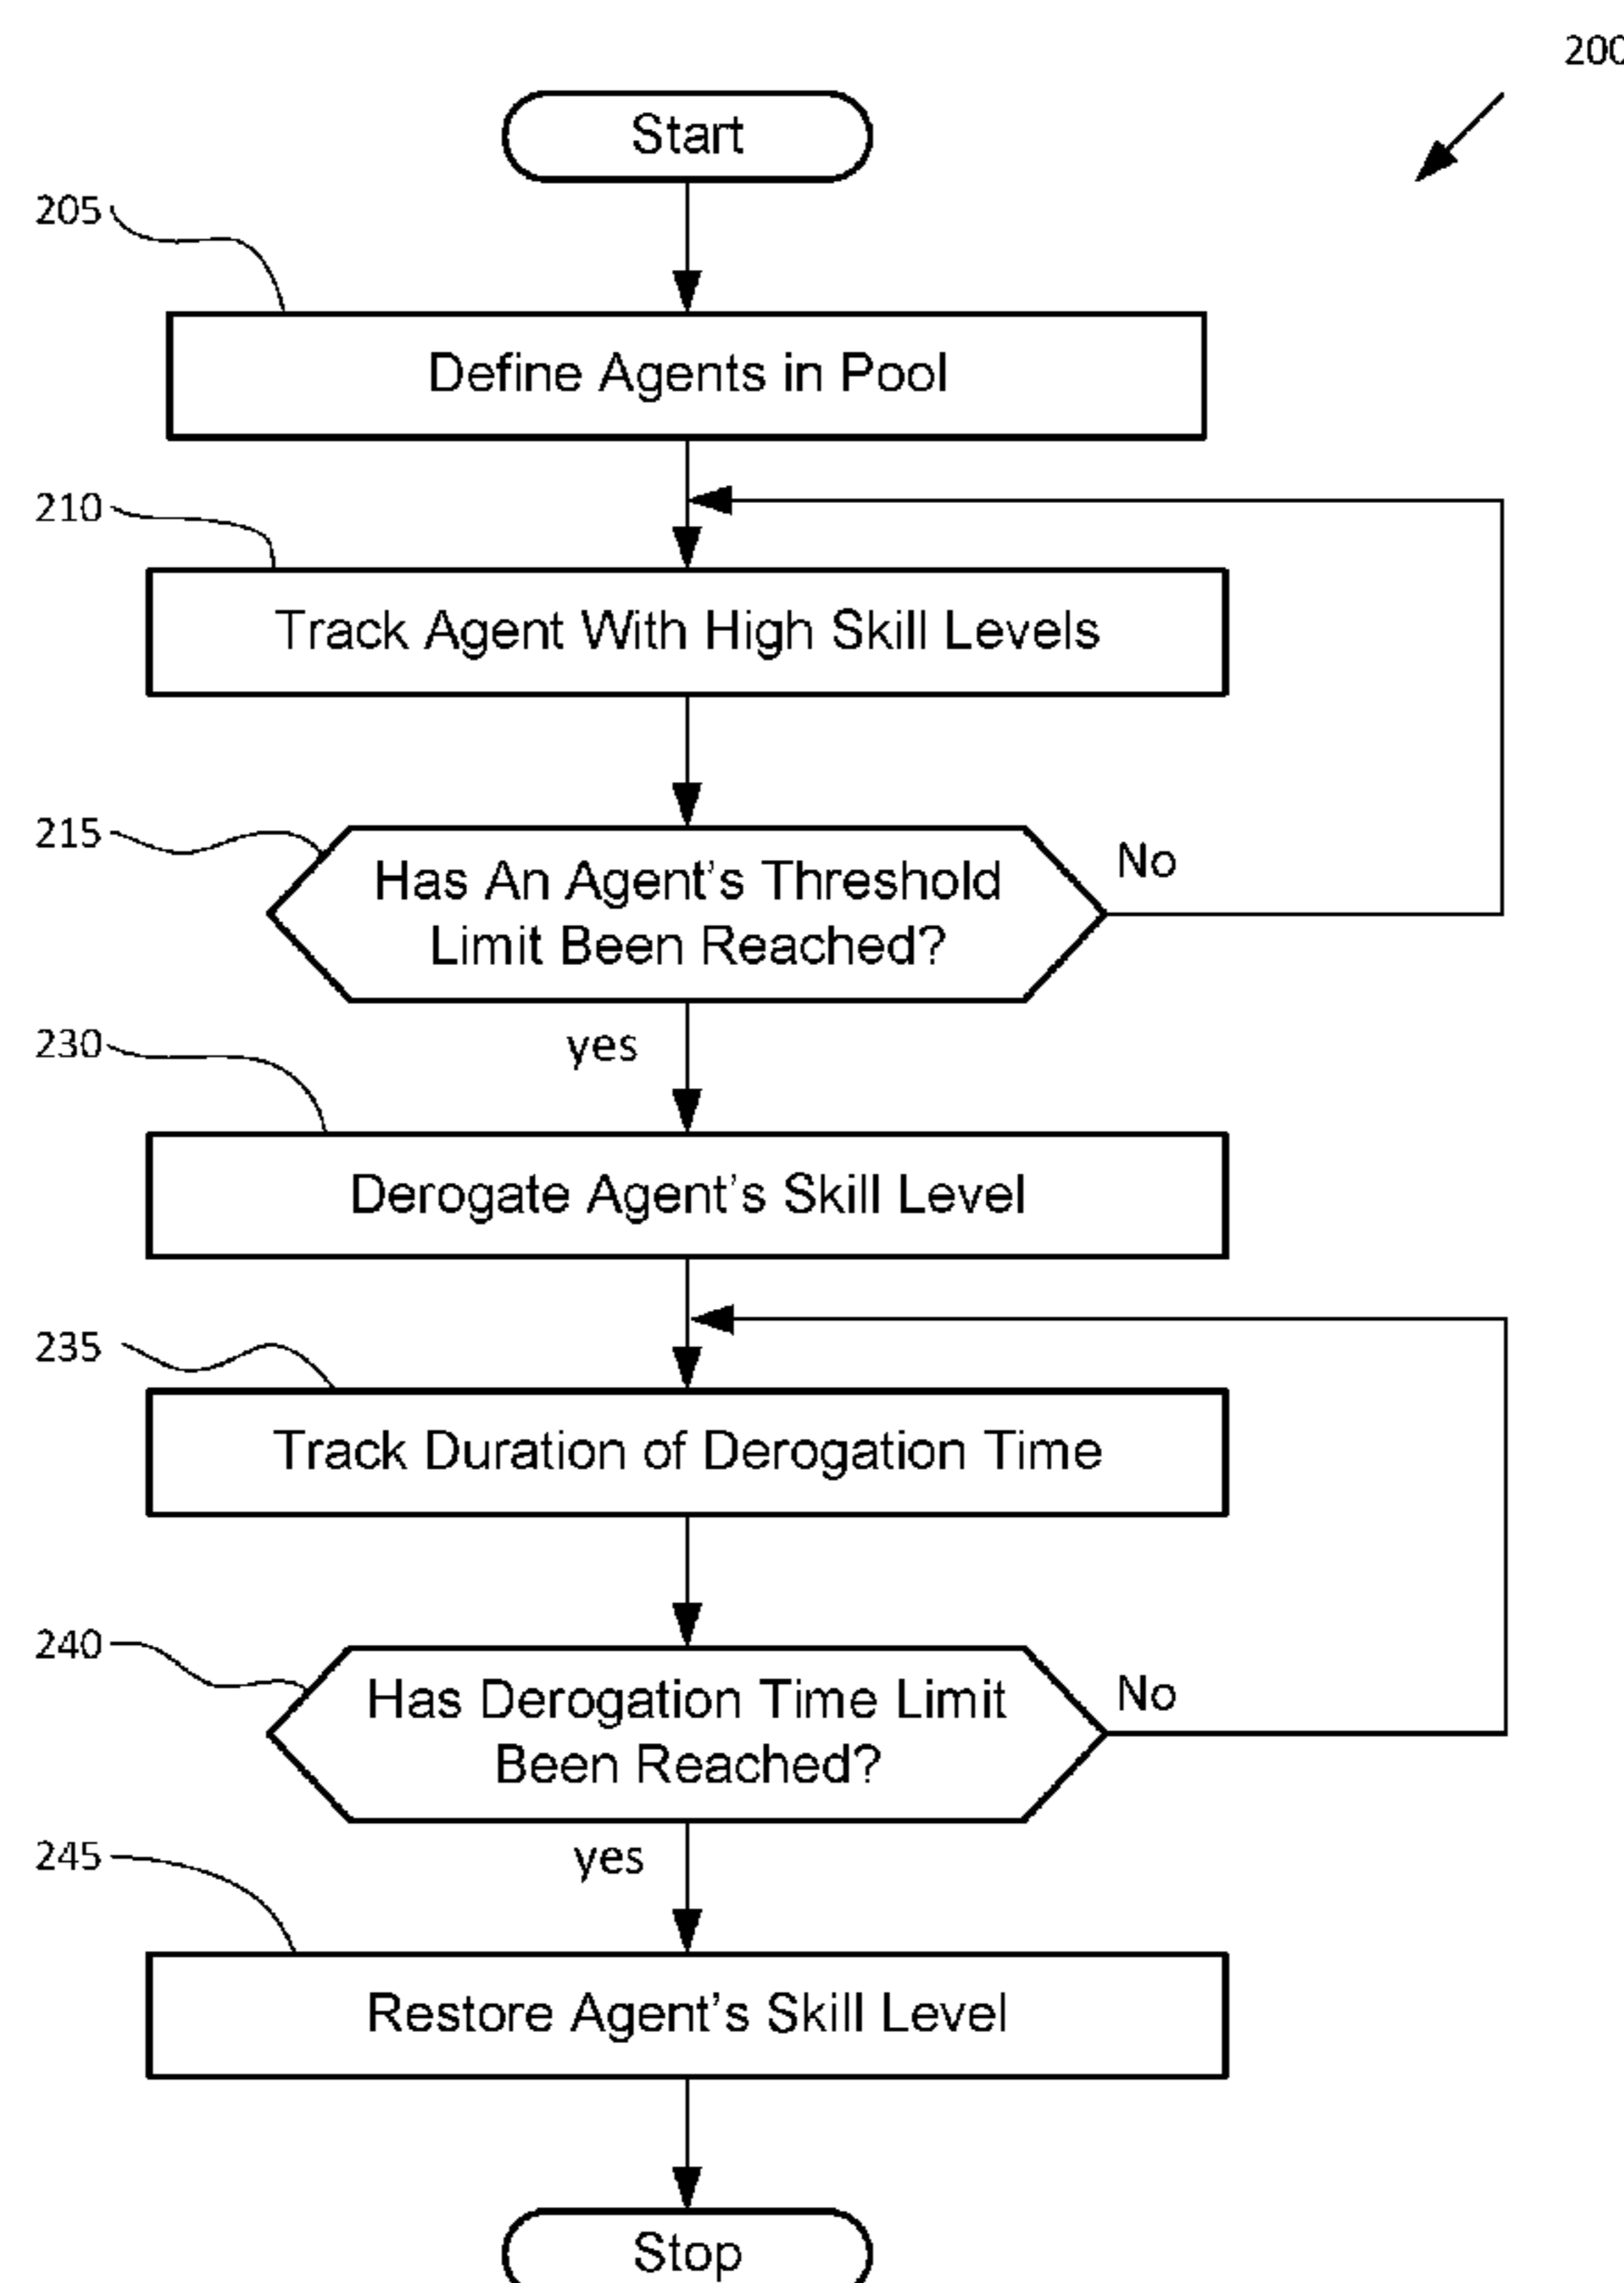 200
Start
205
Define Agents in Pool
210
Track Agent With High Skill Levels
215
Has An Agent's Threshold
Limit Been Reached?
No
yes
230
Derogate Agent's Skill Level
235
Track Duration of Derogation Time
240
Has Derogation Time Limit
Been Reached?
No
yes
245
Restore Agent's Skill Level
Stop